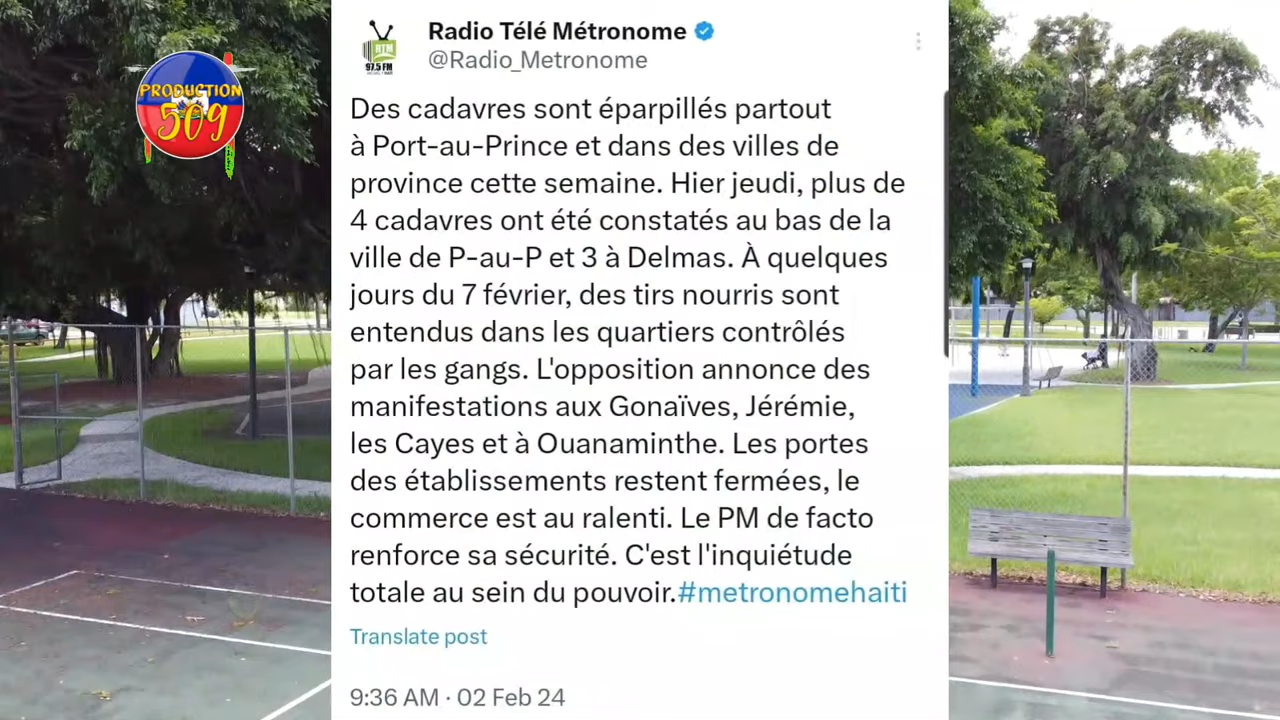 PRODUCTION
509
RTM
97.5 FM
Radio Télé Métronome
@Radio_Metronome
Des cadavres sont éparpillés partout
à Port-au-Prince et dans des villes de
province cette semaine. Hier jeudi, plus de
4 cadavres ont été constatés au bas de la
ville de P-au-P et 3 à Delmas. À quelques
jours du 7 février, des tirs nourris sont
entendus dans les quartiers contrôlés
par les gangs. L'opposition annonce des
manifestations aux Gonaïves, Jérémie,
les Cayes et à Ouanaminthe. Les portes
des établissements restent fermées, le
commerce est au ralenti. Le PM de facto
renforce sa sécurité. C'est l'inquiétude
totale au sein du pouvoir.#metronomehaiti
Translate post
9:36 AM · 02 Feb 24